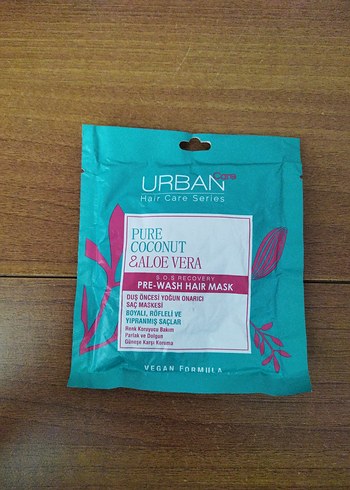 URBAN Care
Hair Care Series
PURE
COCONUT
& ALOE VERA
S.O.S RECOVERY
PRE-WASH HAIR MASK
DUŞ ÖNCESİ YOĞUN ONARICI
SAÇ MASKESİ
BOYALI, RÖFLELİ VE
YIPRANMIŞ SAÇLAR
Renk Koruyucu Bakım
Parlak ve Dolgun
Güneşe Karşı Koruma
VEGAN FORMULA